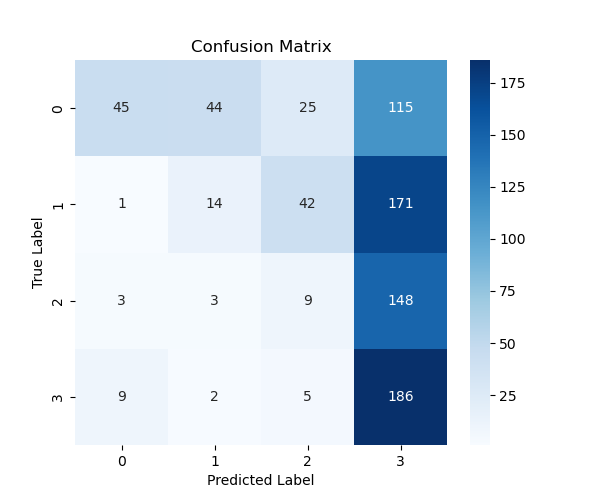 Confusion Matrix
0 45 44 25 115
1 1 14 42 171
2 3 3 9 148
3 9 2 5 186
0 1 2 3
Predicted Label
True Label
175
150
125
100
75
50
25